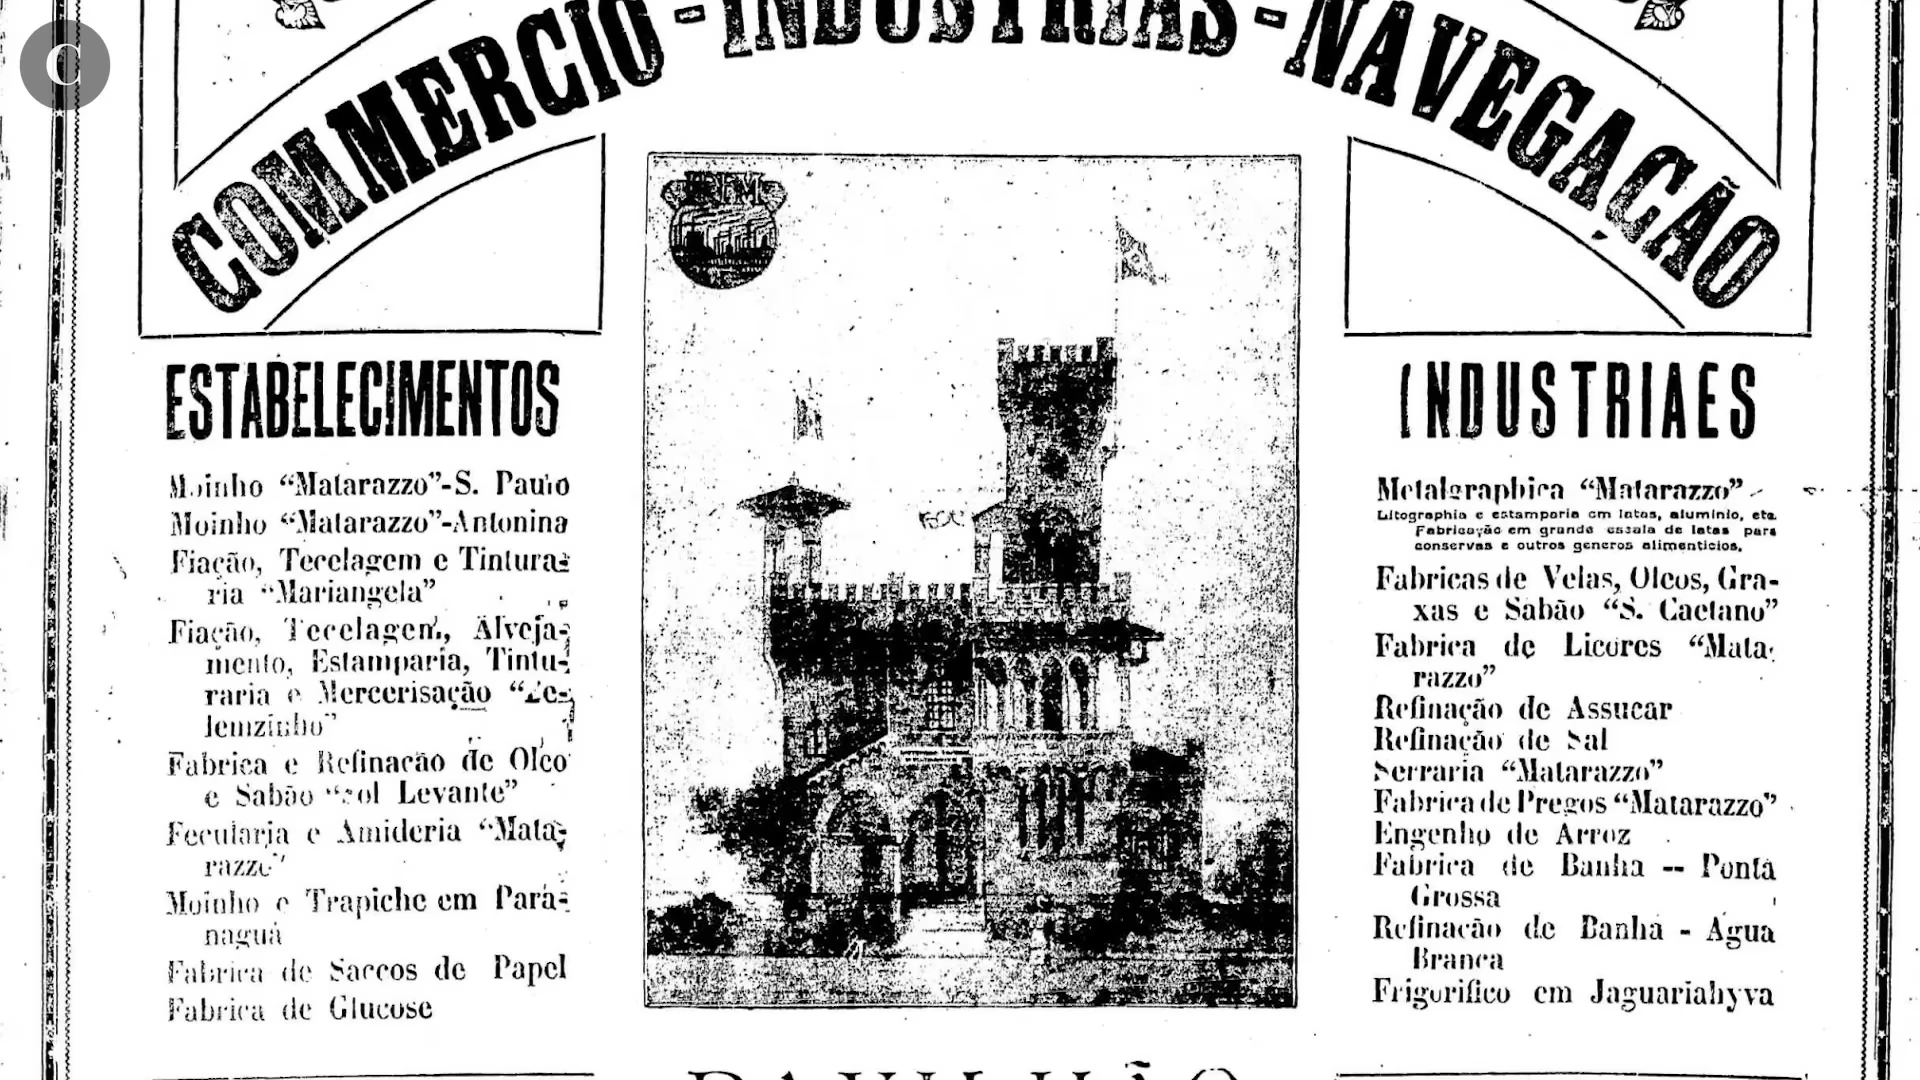 C
COMMERCIO - INDUSTRIAS - NAVEGAÇÃO
IRFM
ESTABELECIMENTOS
Moinho “Matarazzo”-S. Paulo
Moinho “Matarazzo”-Antonina
Fiação, Tecelagem e Tintura-
ria “Mariangela”
Fiação, Tecelagem, Alveja-
mento, Estamparia, Tintu-
raria e Mercerisação “Be-
lemzinho”
Fabrica e Refinação de Oleo
e Sabão “Sol Levante”
Fecularia e Amideria “Mata-
razzo”
Moinho e Trapiche em Para-
naguá
Fabrica de Saccos de Papel
Fabrica de Glucose
INDUSTRIAES
Metalgraphica “Matarazzo”
Litographia e estamparia em latas, aluminio, etc.
Fabricação em grande escala de latas para
conservas e outros generos alimenticios.
Fabricas de Velas, Oleos, Gra-
xas e Sabão “S. Caetano”
Fabrica de Licores “Mata-
razzo”
Refinação de Assucar
Refinação de Sal
Serraria “Matarazzo”
Fabrica de Pregos “Matarazzo”
Engenho de Arroz
Fabrica de Banha -- Ponta
Grossa
Refinação de Banha - Agua
Branca
Frigorifico em Jaguariahyva
PAVILHÃO